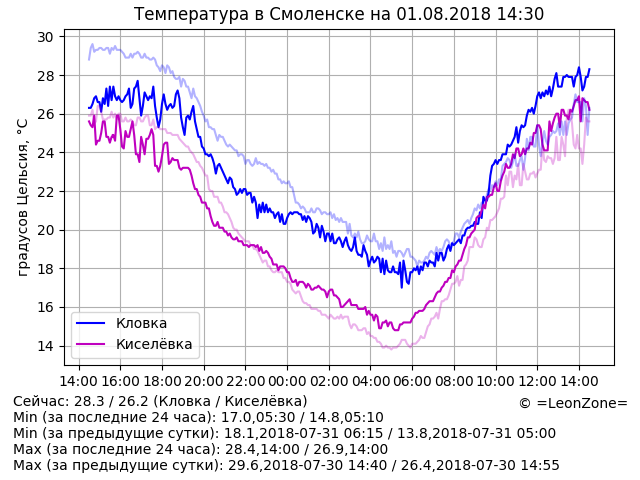 Температура в Смоленске на 01.08.2018 14:30
30
28
26
24
22
20
18
16
14
градусов Цельсия, °C
Кловка
Киселёвка
14:00 16:00 18:00 20:00 22:00 00:00 02:00 04:00 06:00 08:00 10:00 12:00 14:00
Сейчас: 28.3 / 26.2 (Кловка / Киселёвка)
© =LeonZone=
Min (за последние 24 часа): 17.0,05:30 / 14.8,05:10
Min (за предыдущие сутки): 18.1,2018-07-31 06:15 / 13.8,2018-07-31 05:00
Max (за последние 24 часа): 28.4,14:00 / 26.9,14:00
Max (за предыдущие сутки): 29.6,2018-07-30 14:40 / 26.4,2018-07-30 14:55